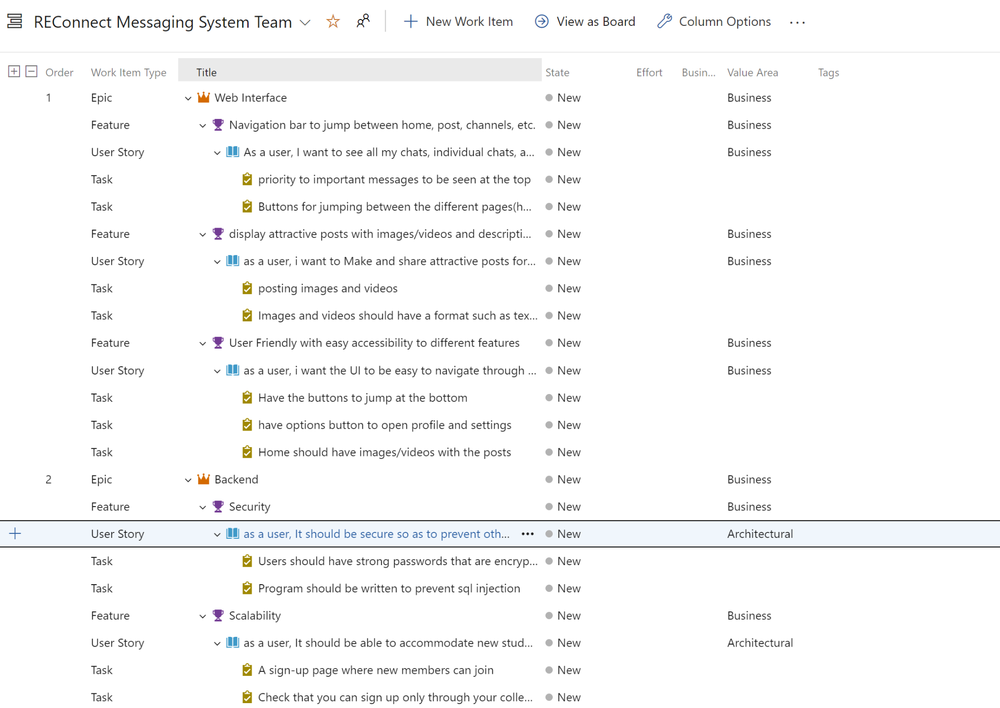 REConnect Messaging System Team New Work Item View as Board Column Options ...
Order Work Item Type Title State Effort Busin... Value Area Tags
1 Epic Web Interface New Business
Feature Navigation bar to jump between home, post, channels, etc. New Business
User Story As a user, I want to see all my chats, individual chats, a... New Business
Task priority to important messages to be seen at the top New
Task Buttons for jumping between the different pages(h... New
Feature display attractive posts with images/videos and descripti... New Business
User Story as a user, i want to Make and share attractive posts for... New Business
Task posting images and videos New
Task Images and videos should have a format such as tex... New
Feature User Friendly with easy accessibility to different features New Business
User Story as a user, i want the UI to be easy to navigate through ... New Business
Task Have the buttons to jump at the bottom New
Task have options button to open profile and settings New
Task Home should have images/videos with the posts New
2 Epic Backend New Business
Feature Security New Business
User Story as a user, It should be secure so as to prevent oth... ••• New Architectural
Task Users should have strong passwords that are encryp... New
Task Program should be written to prevent sql injection New
Feature Scalability New Business
User Story as a user, It should be able to accommodate new stud... New Architectural
Task A sign-up page where new members can join New
Task Check that you can sign up only through your colle... New